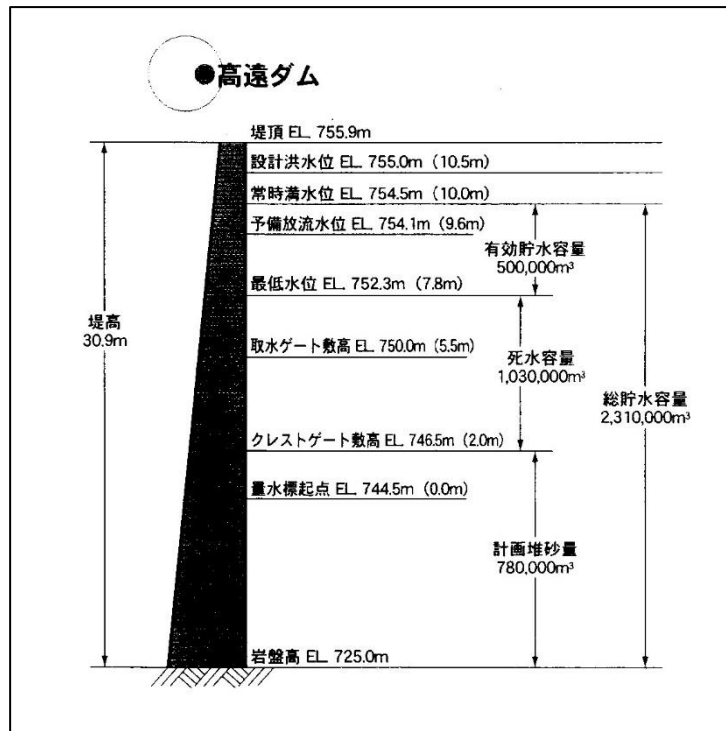 高遠ダム
堤頂 EL. 755.9m
設計洪水位 EL. 755.0m (10.5m)
常時満水位 EL. 754.5m (10.0m)
予備放流水位 EL. 754.1m (9.6m)
有効貯水容量
500,000m³
最低水位 EL. 752.3m (7.8m)
堤高
30.9m
取水ゲート敷高 EL. 750.0m (5.5m)
死水容量
1,030,000m³
総貯水容量
2,310,000m³
クレストゲート敷高 EL. 746.5m (2.0m)
量水標起点 EL. 744.5m (0.0m)
計画堆砂量
780,000m³
岩盤高 EL. 725.0m